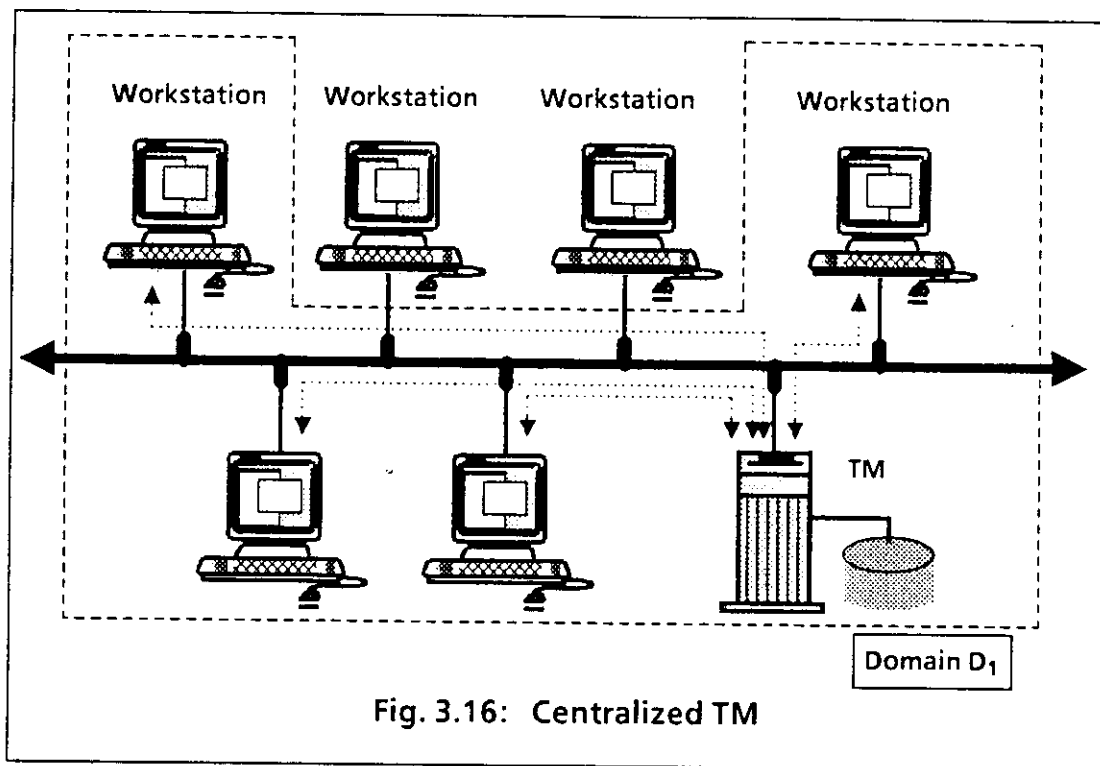 Workstation
Workstation
Workstation
Workstation
TM
Domain D₁
Fig. 3.16: Centralized TM